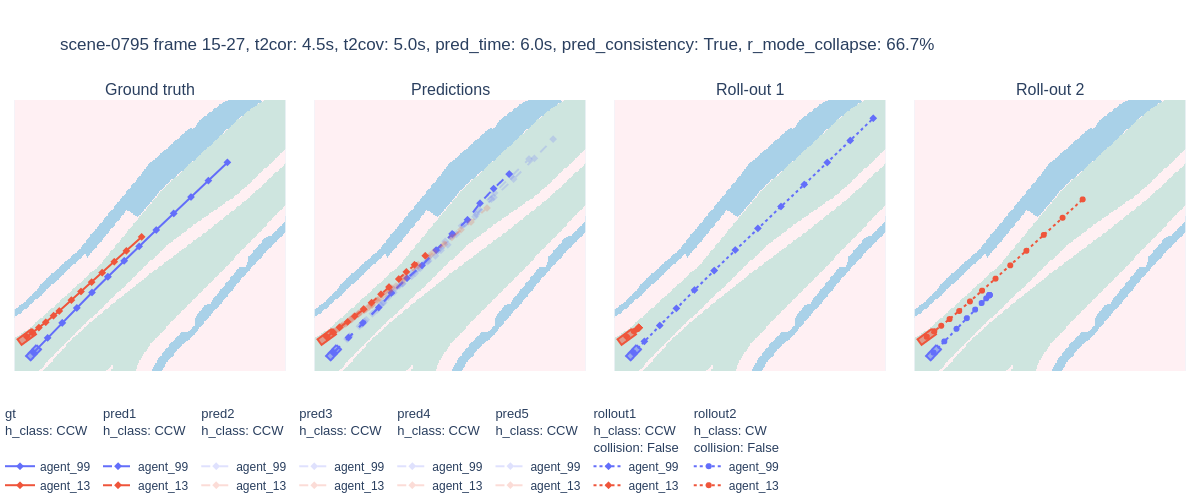 scene-0795 frame 15-27, t2cor: 4.5s, t2cov: 5.0s, pred_time: 6.0s, pred_consistency: True, r_mode_collapse: 66.7%
Ground truth Predictions Roll-out 1 Roll-out 2
gt pred1 pred2 pred3 pred4 pred5 rollout1 rollout2
h_class: CCW h_class: CCW h_class: CCW h_class: CCW h_class: CCW h_class: CCW h_class: CCW h_class: CW
collision: False collision: False
agent_99 agent_99 agent_99 agent_99 agent_99 agent_99 agent_99 agent_99
agent_13 agent_13 agent_13 agent_13 agent_13 agent_13 agent_13 agent_13